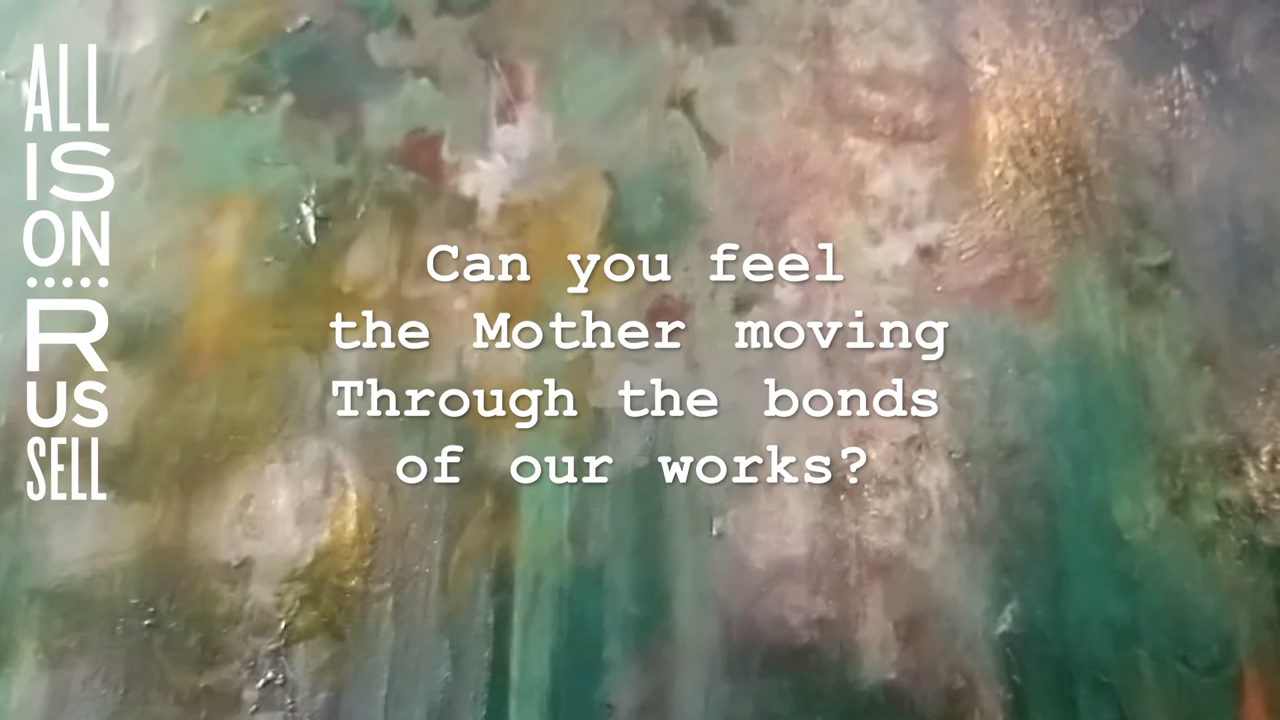 ALL
IS
ON
R
US
SELL
Can you feel
the Mother moving
Through the bonds
of our works?